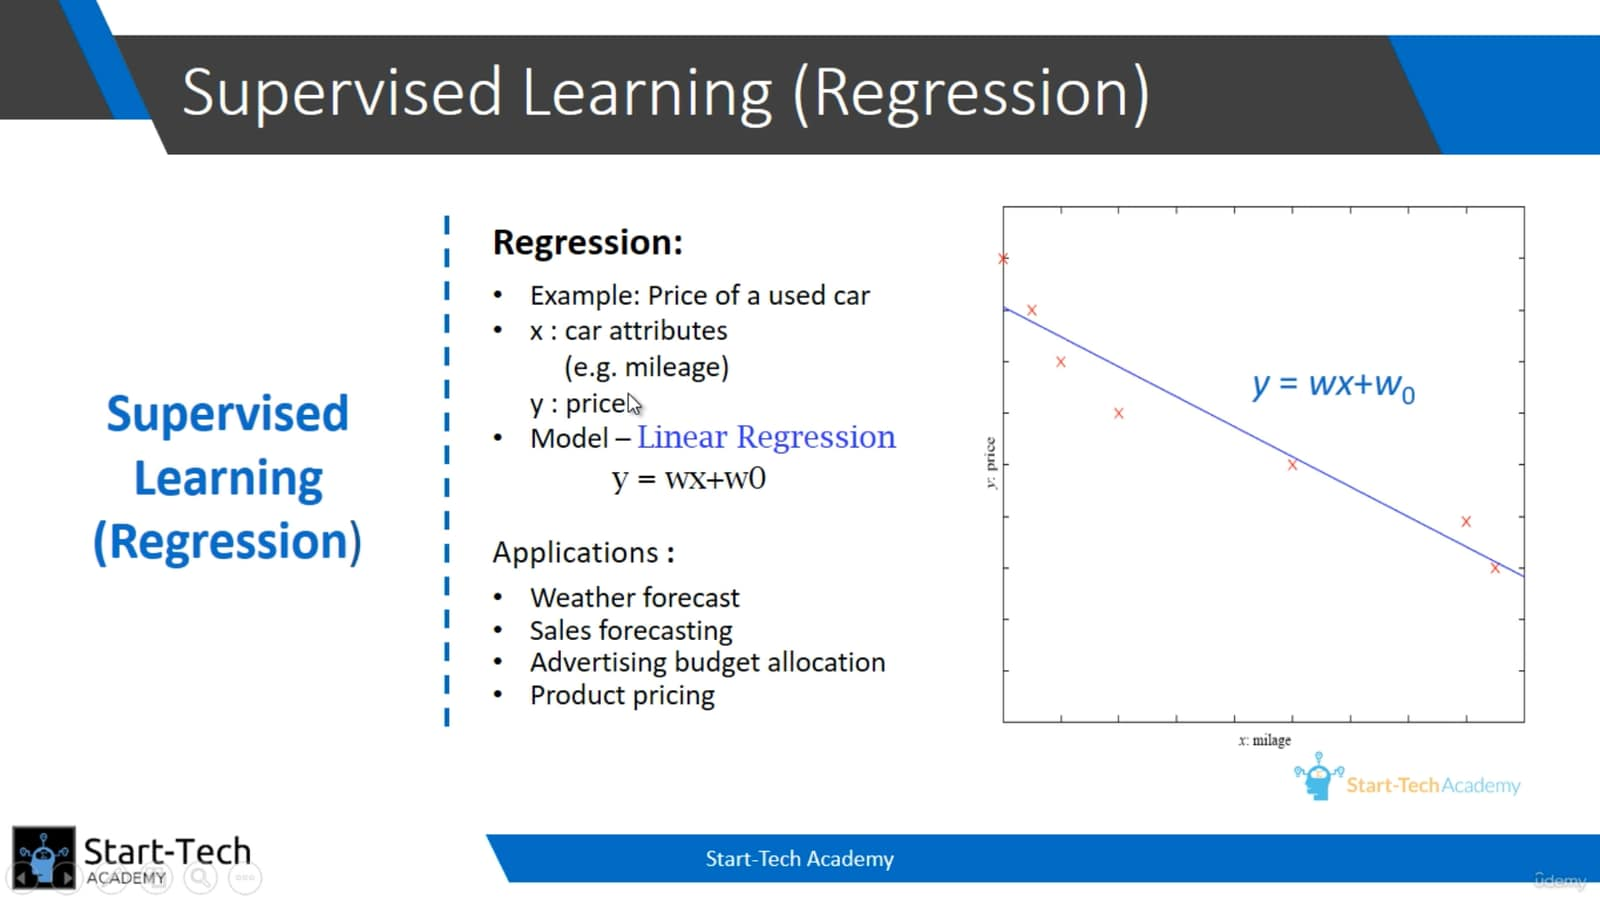 Supervised Learning (Regression)
Supervised
Learning
(Regression)
Regression:
• Example: Price of a used car
• x : car attributes
(e.g. mileage)
y : price
• Model – Linear Regression
y = wx+w0
Applications :
• Weather forecast
• Sales forecasting
• Advertising budget allocation
• Product pricing
y = wx+w0
y: price
x: milage
Start-Tech Academy
Start-Tech
ACADEMY
Start-Tech Academy
ûdemy